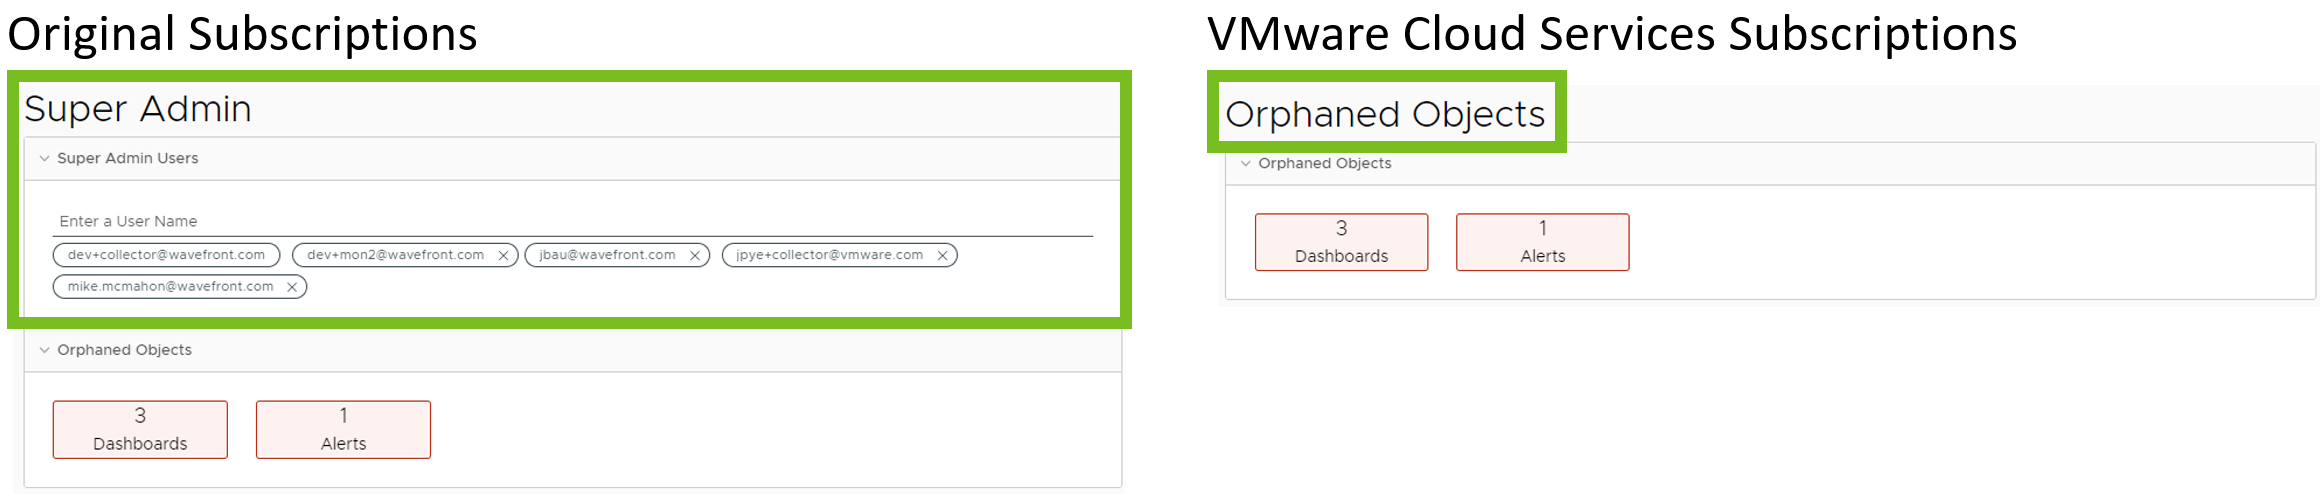 Original Subscriptions
Super Admin
Super Admin Users
Enter a User Name
dev+collector@wavefront.com dev+mon2@wavefront.com jbau@wavefront.com jpye+collector@vmware.com
mike.mcmahon@wavefront.com
Orphaned Objects
3 1
Dashboards Alerts
VMware Cloud Services Subscriptions
Orphaned Objects
Orphaned Objects
3 1
Dashboards Alerts